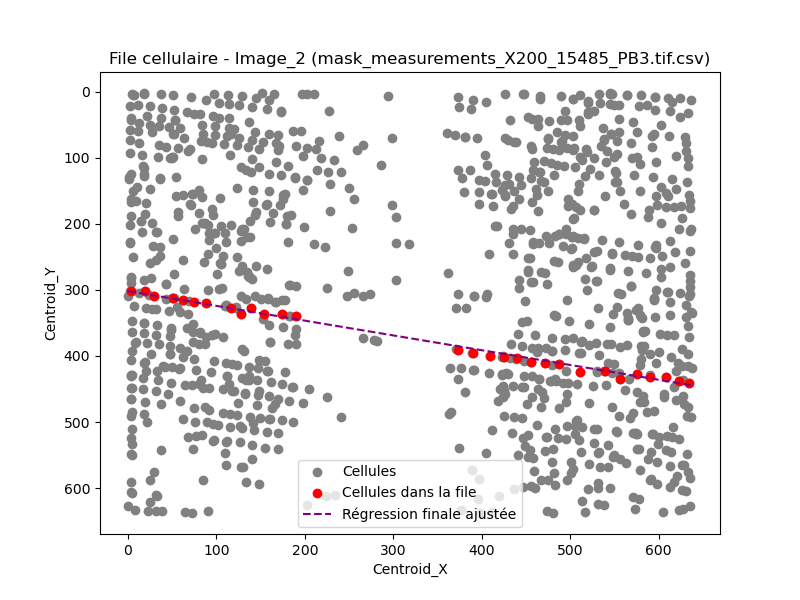 File cellulaire - Image_2 (mask_measurements_X200_15485_PB3.tif.csv)
0
100
200
300
400
500
600
Centroid_Y
Cellules
Cellules dans la file
Régression finale ajustée
0 100 200 300 400 500 600
Centroid_X